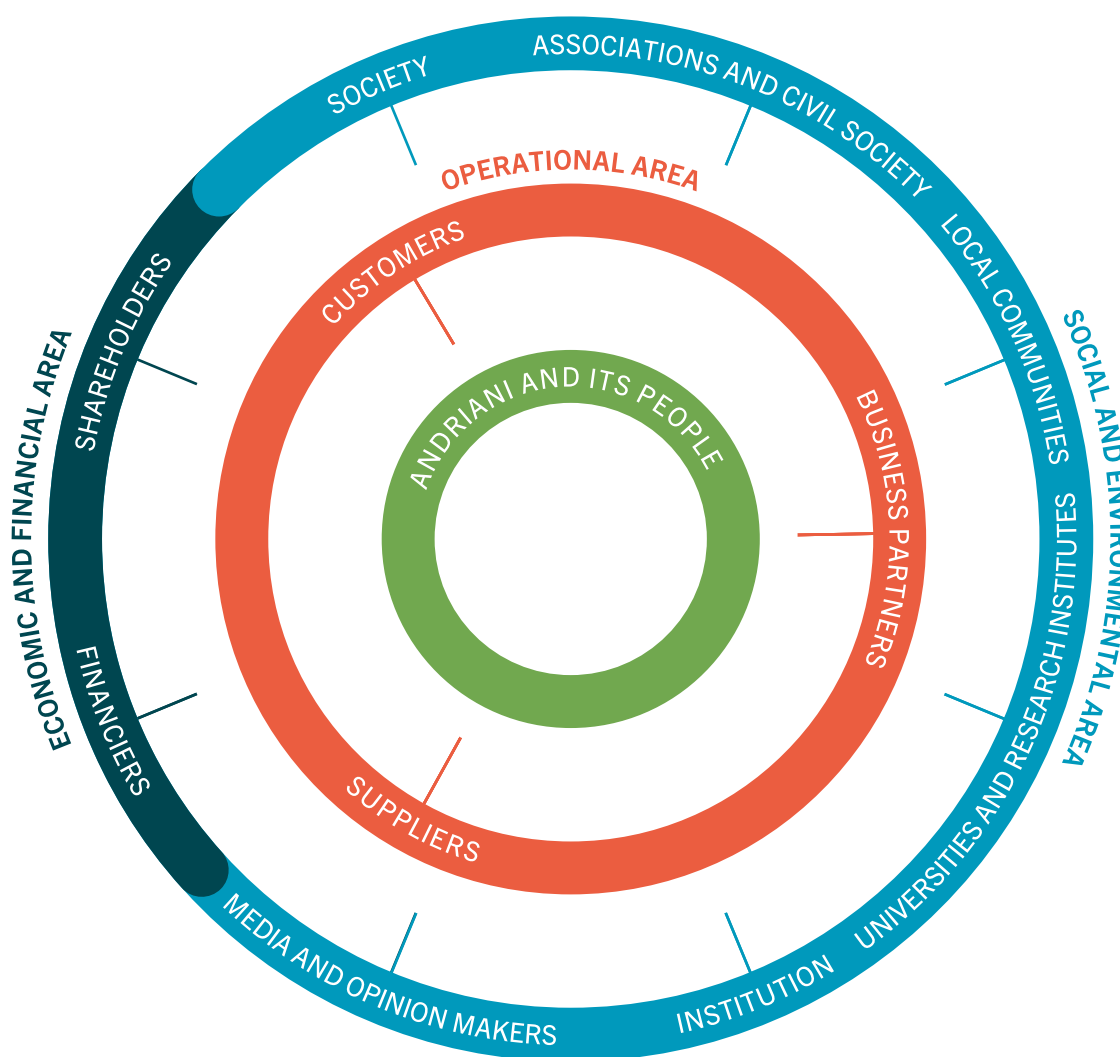 SOCIETY
ASSOCIATIONS AND CIVIL SOCIETY
LOCAL COMMUNITIES
UNIVERSITIES AND RESEARCH INSTITUTES
INSTITUTION
MEDIA AND OPINION MAKERS
SOCIAL AND ENVIRONMENTAL AREA
ECONOMIC AND FINANCIAL AREA
SHAREHOLDERS
FINANCIERS
OPERATIONAL AREA
CUSTOMERS
BUSINESS PARTNERS
SUPPLIERS
ANDRIANI AND ITS PEOPLE